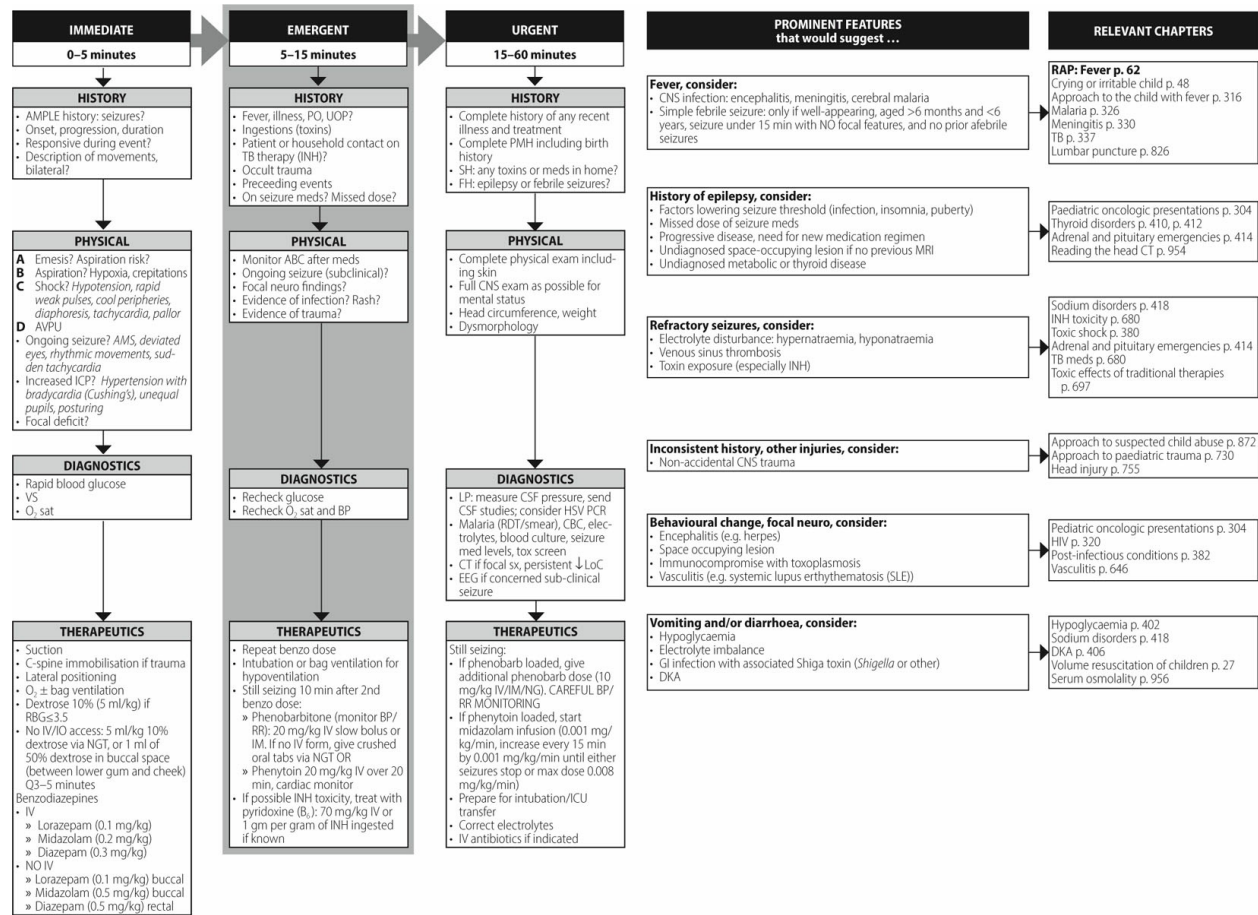 IMMEDIATE
0–5 minutes
HISTORY
• AMPLE history: seizures?
• Onset, progression, duration
• Responsive during event?
• Description of movements,
bilateral?
PHYSICAL
A Emesis? Aspiration risk?
B Aspiration? Hypoxia, crepitations
C Shock? Hypotension, rapid
weak pulses, cool peripheries,
diaphoresis, tachycardia, pallor
D AVPU
• Ongoing seizure? AMS, deviated
eyes, rhythmic movements, sud-
den tachycardia
• Increased ICP? Hypertension with
bradycardia (Cushing's), unequal
pupils, posturing
• Focal deficit?
DIAGNOSTICS
• Rapid blood glucose
• VS
• O₂ sat
THERAPEUTICS
• Suction
• C-spine immobilisation if trauma
• Lateral positioning
• O₂ ± bag ventilation
• Dextrose 10% (5 ml/kg) if
RBG≤3.5
• No IV/IO access: 5 ml/kg 10%
dextrose via NGT, or 1 ml of
50% dextrose in buccal space
(between lower gum and cheek)
Q3–5 minutes
Benzodiazepines
• IV
» Lorazepam (0.1 mg/kg)
» Midazolam (0.2 mg/kg)
» Diazepam (0.3 mg/kg)
• NO IV
» Lorazepam (0.1 mg/kg) buccal
» Midazolam (0.5 mg/kg) buccal
» Diazepam (0.5 mg/kg) rectal
EMERGENT
5–15 minutes
HISTORY
• Fever, illness, PO, UOP?
• Ingestions (toxins)
• Patient or household contact on
TB therapy (INH)?
• Occult trauma
• Preceeding events
• On seizure meds? Missed dose?
PHYSICAL
• Monitor ABC after meds
• Ongoing seizure (subclinical)?
• Focal neuro findings?
• Evidence of infection? Rash?
• Evidence of trauma?
DIAGNOSTICS
• Recheck glucose
• Recheck O₂ sat and BP
THERAPEUTICS
• Repeat benzo dose
• Intubation or bag ventilation for
hypoventilation
• Still seizing 10 min after 2nd
benzo dose:
» Phenobarbitone (monitor BP/
RR): 20 mg/kg IV slow bolus or
IM. If no IV form, give crushed
oral tabs via NGT OR
» Phenytoin 20 mg/kg IV over 20
min, cardiac monitor
• If possible INH toxicity, treat with
pyridoxine (B₆): 70 mg/kg IV or
1 gm per gram of INH ingested
if known
URGENT
15–60 minutes
HISTORY
• Complete history of any recent
illness and treatment
• Complete PMH including birth
history
• SH: any toxins or meds in home?
• FH: epilepsy or febrile seizures?
PHYSICAL
• Complete physical exam includ-
ing skin
• Full CNS exam as possible for
mental status
• Head circumference, weight
• Dysmorphology
DIAGNOSTICS
• LP: measure CSF pressure, send
CSF studies; consider HSV PCR
• Malaria (RDT/smear), CBC, elec-
trolytes, blood culture, seizure
med levels, tox screen
• CT if focal sx, persistent ↓LoC
• EEG if concerned sub-clinical
seizure
THERAPEUTICS
Still seizing:
• If phenobarb loaded, give
additional phenobarb dose (10
mg/kg IV/IM/NG). CAREFUL BP/
RR MONITORING
• If phenytoin loaded, start
midazolam infusion (0.001 mg/
kg/min, increase every 15 min
by 0.001 mg/kg/min until either
seizures stop or max dose 0.008
mg/kg/min)
• Prepare for intubation/ICU
transfer
• Correct electrolytes
• IV antibiotics if indicated
PROMINENT FEATURES
that would suggest …
Fever, consider:
• CNS infection: encephalitis, meningitis, cerebral malaria
• Simple febrile seizure: only if well-appearing, aged >6 months and <6
years, seizure under 15 min with NO focal features, and no prior afebrile
seizures
History of epilepsy, consider:
• Factors lowering seizure threshold (infection, insomnia, puberty)
• Missed dose of seizure meds
• Progressive disease, need for new medication regimen
• Undiagnosed space-occupying lesion if no previous MRI
• Undiagnosed metabolic or thyroid disease
Refractory seizures, consider:
• Electrolyte disturbance: hypernatraemia, hyponatraemia
• Venous sinus thrombosis
• Toxin exposure (especially INH)
Inconsistent history, other injuries, consider:
• Non-accidental CNS trauma
Behavioural change, focal neuro, consider:
• Encephalitis (e.g. herpes)
• Space occupying lesion
• Immunocompromise with toxoplasmosis
• Vasculitis (e.g. systemic lupus erthythematosis (SLE))
Vomiting and/or diarrhoea, consider:
• Hypoglycaemia
• Electrolyte imbalance
• GI infection with associated Shiga toxin (Shigella or other)
• DKA
RELEVANT CHAPTERS
RAP: Fever p. 62
Crying or irritable child p. 48
Approach to the child with fever p. 316
Malaria p. 326
Meningitis p. 330
TB p. 337
Lumbar puncture p. 826
Paediatric oncologic presentations p. 304
Thyroid disorders p. 410, p. 412
Adrenal and pituitary emergencies p. 414
Reading the head CT p. 954
Sodium disorders p. 418
INH toxicity p. 680
Toxic shock p. 380
Adrenal and pituitary emergencies p. 414
TB meds p. 680
Toxic effects of traditional therapies
p. 697
Approach to suspected child abuse p. 872
Approach to paediatric trauma p. 730
Head injury p. 755
Pediatric oncologic presentations p. 304
HIV p. 320
Post-infectious conditions p. 382
Vasculitis p. 646
Hypoglycaemia p. 402
Sodium disorders p. 418
DKA p. 406
Volume resuscitation of children p. 27
Serum osmolality p. 956